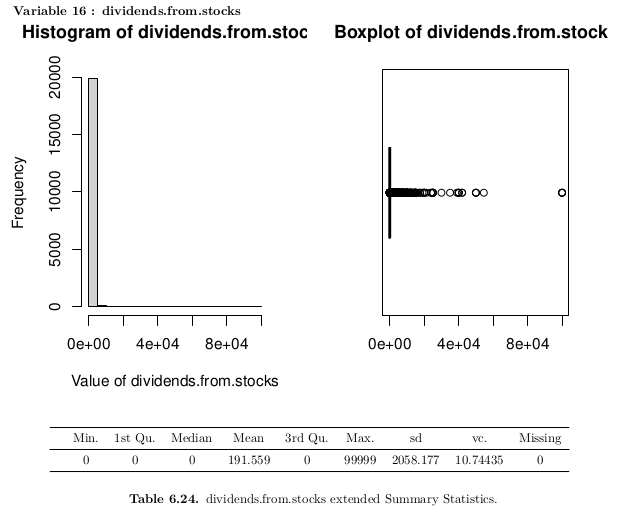 Variable 16 : dividends.from.stocks
Histogram of dividends.from.stoc
Boxplot of dividends.from.stock
Frequency
20000
15000
10000
5000
0
0e+00 4e+04 8e+04
Value of dividends.from.stocks
0e+00 4e+04 8e+04
Min. 1st Qu. Median Mean 3rd Qu. Max. sd vc. Missing
0 0 0 191.559 0 99999 2058.177 10.74435 0
Table 6.24. dividends.from.stocks extended Summary Statistics.